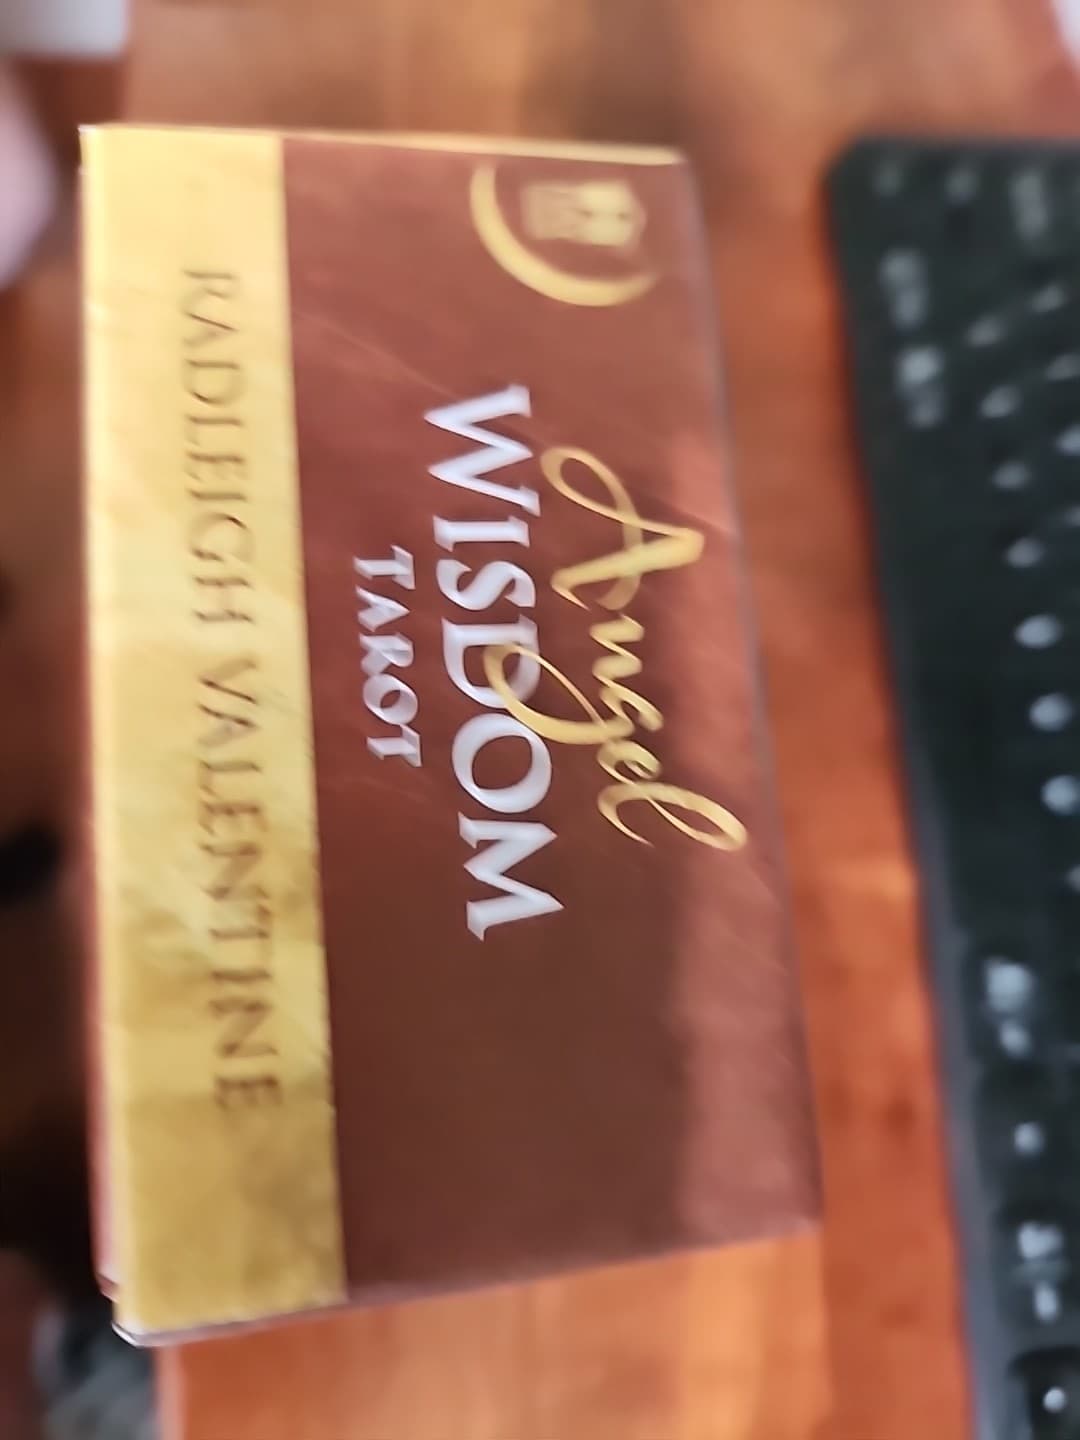 Angel
WISDOM
TAROT
RADLEIGH VALENTINE